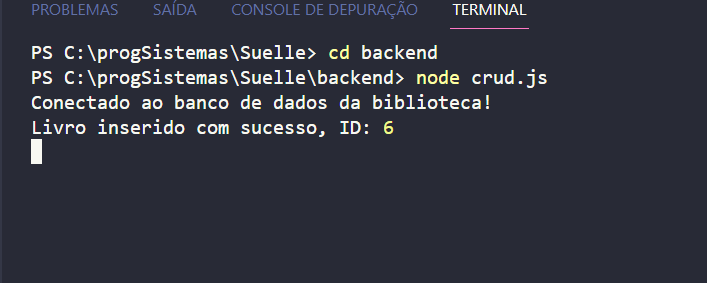 PROBLEMAS SAÍDA CONSOLE DE DEPURAÇÃO TERMINAL
PS C:\progSistemas\Suelle> cd backend
PS C:\progSistemas\Suelle\backend> node crud.js
Conectado ao banco de dados da biblioteca!
Livro inserido com sucesso, ID: 6